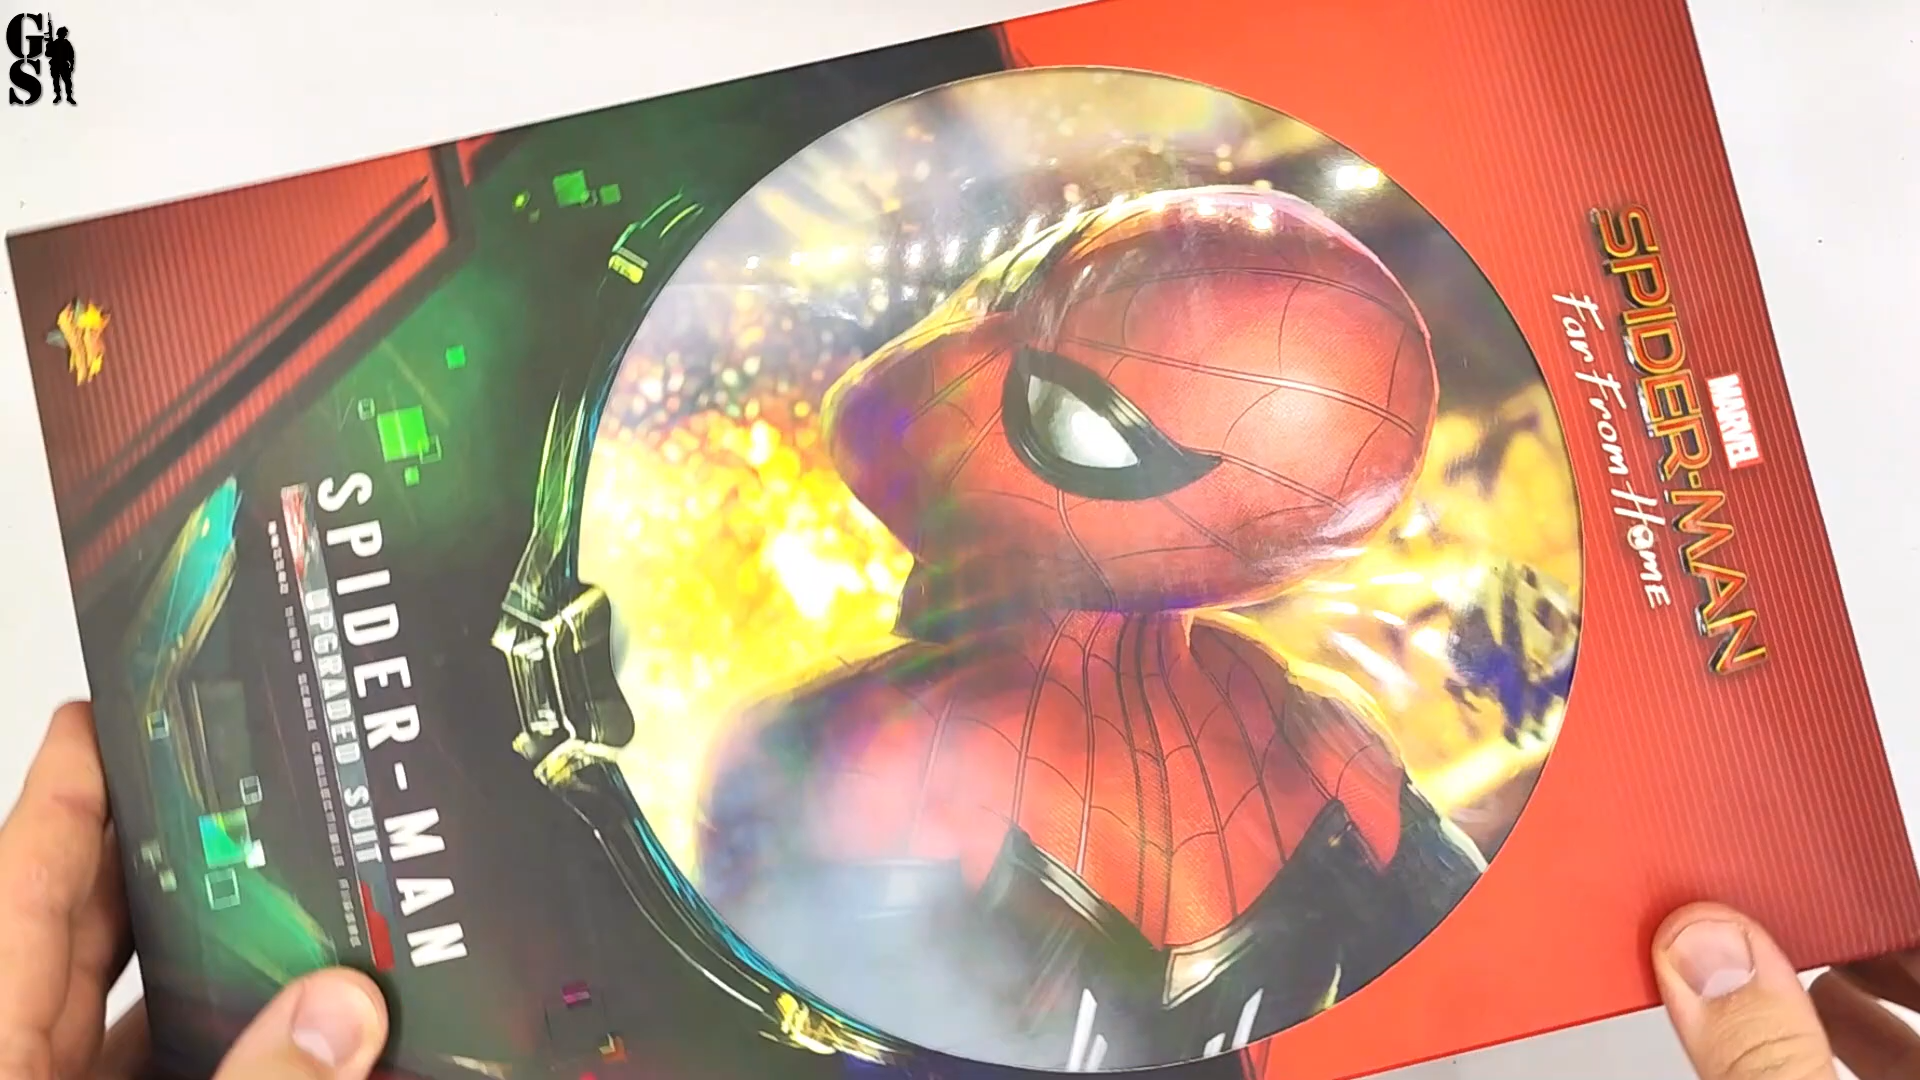 GS
MARVEL
SPIDER-MAN
Far From Home
SPIDER-MAN
UPGRADED SUIT